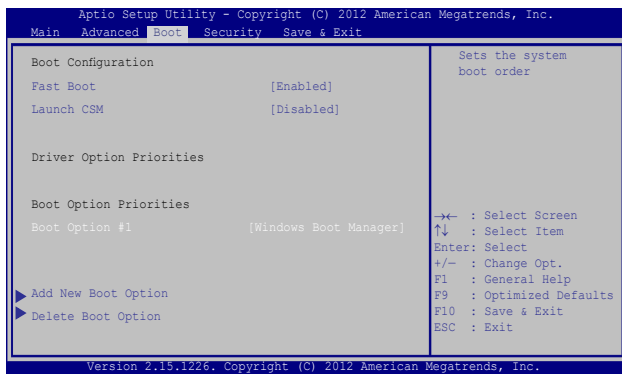 Aptio Setup Utility - Copyright (C) 2012 American Megatrends, Inc.
Main Advanced Boot Security Save & Exit
Boot Configuration
Fast Boot [Enabled]
Launch CSM [Disabled]
Driver Option Priorities
Boot Option Priorities
Boot Option #1 [Windows Boot Manager]
Add New Boot Option
Delete Boot Option
Sets the system
boot order
→← : Select Screen
↑↓ : Select Item
Enter: Select
+/− : Change Opt.
F1 : General Help
F9 : Optimized Defaults
F10 : Save & Exit
ESC : Exit
Version 2.15.1226. Copyright (C) 2012 American Megatrends, Inc.